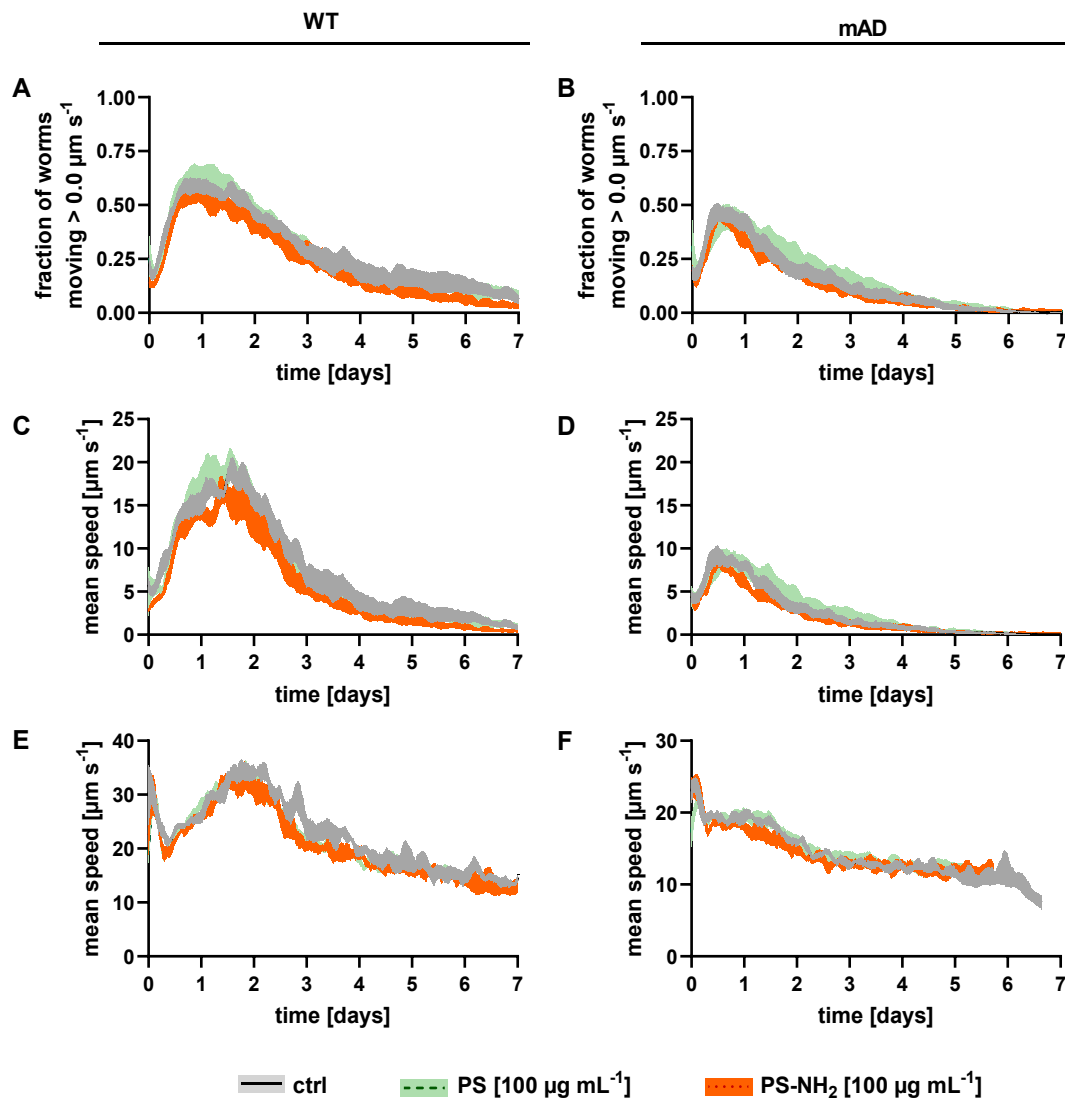 WT
mAD
A
fraction of worms
moving > 0.0 µm s⁻¹
1.00
0.75
0.50
0.25
0.00
0 1 2 3 4 5 6 7
time [days]
B
fraction of worms
moving > 0.0 µm s⁻¹
1.00
0.75
0.50
0.25
0.00
0 1 2 3 4 5 6 7
time [days]
C
mean speed [µm s⁻¹]
25
20
15
10
5
0
0 1 2 3 4 5 6 7
time [days]
D
mean speed [µm s⁻¹]
25
20
15
10
5
0
0 1 2 3 4 5 6 7
time [days]
E
mean speed [µm s⁻¹]
40
30
20
10
0
0 1 2 3 4 5 6 7
time [days]
F
mean speed [µm s⁻¹]
30
20
10
0
0 1 2 3 4 5 6 7
time [days]
ctrl
PS [100 µg mL⁻¹]
PS-NH₂ [100 µg mL⁻¹]